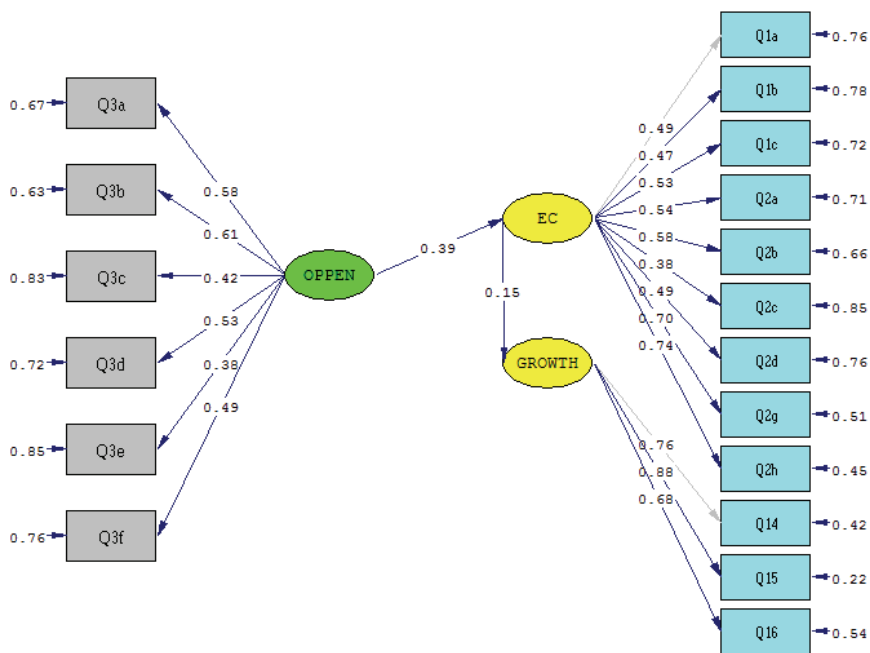 Q1a
0.76
Q1b
0.78
0.67
Q3a
0.49
0.47
Q1c
0.72
0.53
Q3b
0.63
0.58
0.54
Q2a
0.71
EC
0.61
0.58
Q2b
0.66
0.39
Q3c
0.83
0.42
OPPEN
0.38
0.49
Q2c
0.85
0.15
0.70
0.53
0.74
Q2d
0.76
Q3d
0.72
0.38
GROWTH
0.49
Q2g
0.51
Q3e
0.85
0.76
Q2h
0.45
0.88
0.68
Q14
0.42
Q3f
0.76
Q15
0.22
Q16
0.54